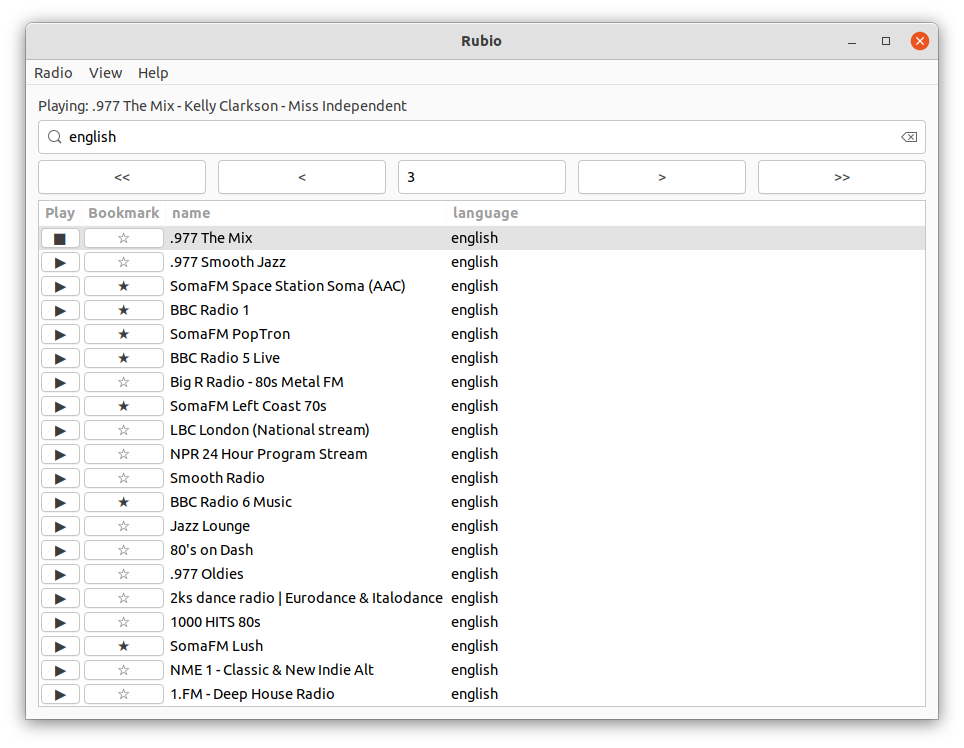 Rubio
Radio View Help
Playing: .977 The Mix - Kelly Clarkson - Miss Independent
english
<< < 3 > >>
Play Bookmark name language
■ ☆ .977 The Mix english
▶ ☆ .977 Smooth Jazz english
▶ ★ SomaFM Space Station Soma (AAC) english
▶ ★ BBC Radio 1 english
▶ ★ SomaFM PopTron english
▶ ★ BBC Radio 5 Live english
▶ ☆ Big R Radio - 80s Metal FM english
▶ ★ SomaFM Left Coast 70s english
▶ ☆ LBC London (National stream) english
▶ ☆ NPR 24 Hour Program Stream english
▶ ☆ Smooth Radio english
▶ ★ BBC Radio 6 Music english
▶ ☆ Jazz Lounge english
▶ ☆ 80's on Dash english
▶ ☆ .977 Oldies english
▶ ☆ 2ks dance radio | Eurodance & Italodance english
▶ ☆ 1000 HITS 80s english
▶ ★ SomaFM Lush english
▶ ☆ NME 1 - Classic & New Indie Alt english
▶ ☆ 1.FM - Deep House Radio english